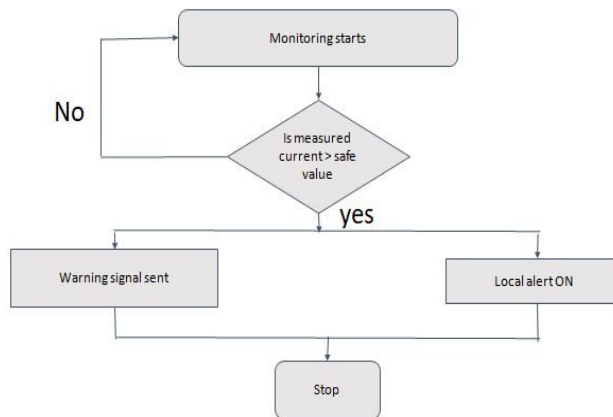 Monitoring starts
No
Is measured
current > safe
value
yes
Warning signal sent
Local alert ON
Stop